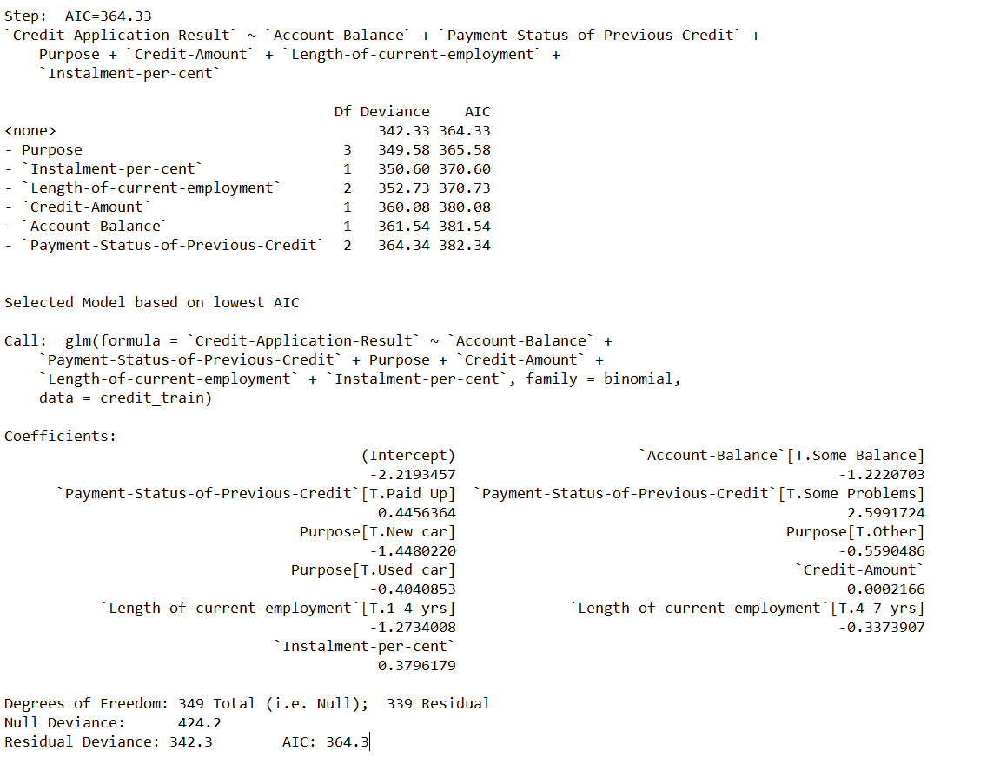 Step:  AIC=364.33
`Credit-Application-Result` ~ `Account-Balance` + `Payment-Status-of-Previous-Credit` +
    Purpose + `Credit-Amount` + `Length-of-current-employment` +
    `Instalment-per-cent`

                                      Df Deviance    AIC
<none>                                     342.33 364.33
- Purpose                              3   349.58 365.58
- `Instalment-per-cent`                1   350.60 370.60
- `Length-of-current-employment`       2   352.73 370.73
- `Credit-Amount`                      1   360.08 380.08
- `Account-Balance`                    1   361.54 381.54
- `Payment-Status-of-Previous-Credit`  2   364.34 382.34

Selected Model based on lowest AIC

Call:  glm(formula = `Credit-Application-Result` ~ `Account-Balance` +
    `Payment-Status-of-Previous-Credit` + Purpose + `Credit-Amount` +
    `Length-of-current-employment` + `Instalment-per-cent`, family = binomial,
    data = credit_train)

Coefficients:
                                         (Intercept)                      `Account-Balance`[T.Some Balance]
                                          -2.2193457                                             -1.2220703
      `Payment-Status-of-Previous-Credit`[T.Paid Up]  `Payment-Status-of-Previous-Credit`[T.Some Problems]
                                           0.4456364                                              2.5991724
                                  Purpose[T.New car]                                       Purpose[T.Other]
                                          -1.4480220                                             -0.5590486
                                 Purpose[T.Used car]                                        `Credit-Amount`
                                          -0.4040853                                              0.0002166
           `Length-of-current-employment`[T.1-4 yrs]              `Length-of-current-employment`[T.4-7 yrs]
                                          -1.2734008                                             -0.3373907
                               `Instalment-per-cent`
                                           0.3796179

Degrees of Freedom: 349 Total (i.e. Null);  339 Residual
Null Deviance:      424.2
Residual Deviance: 342.3        AIC: 364.3